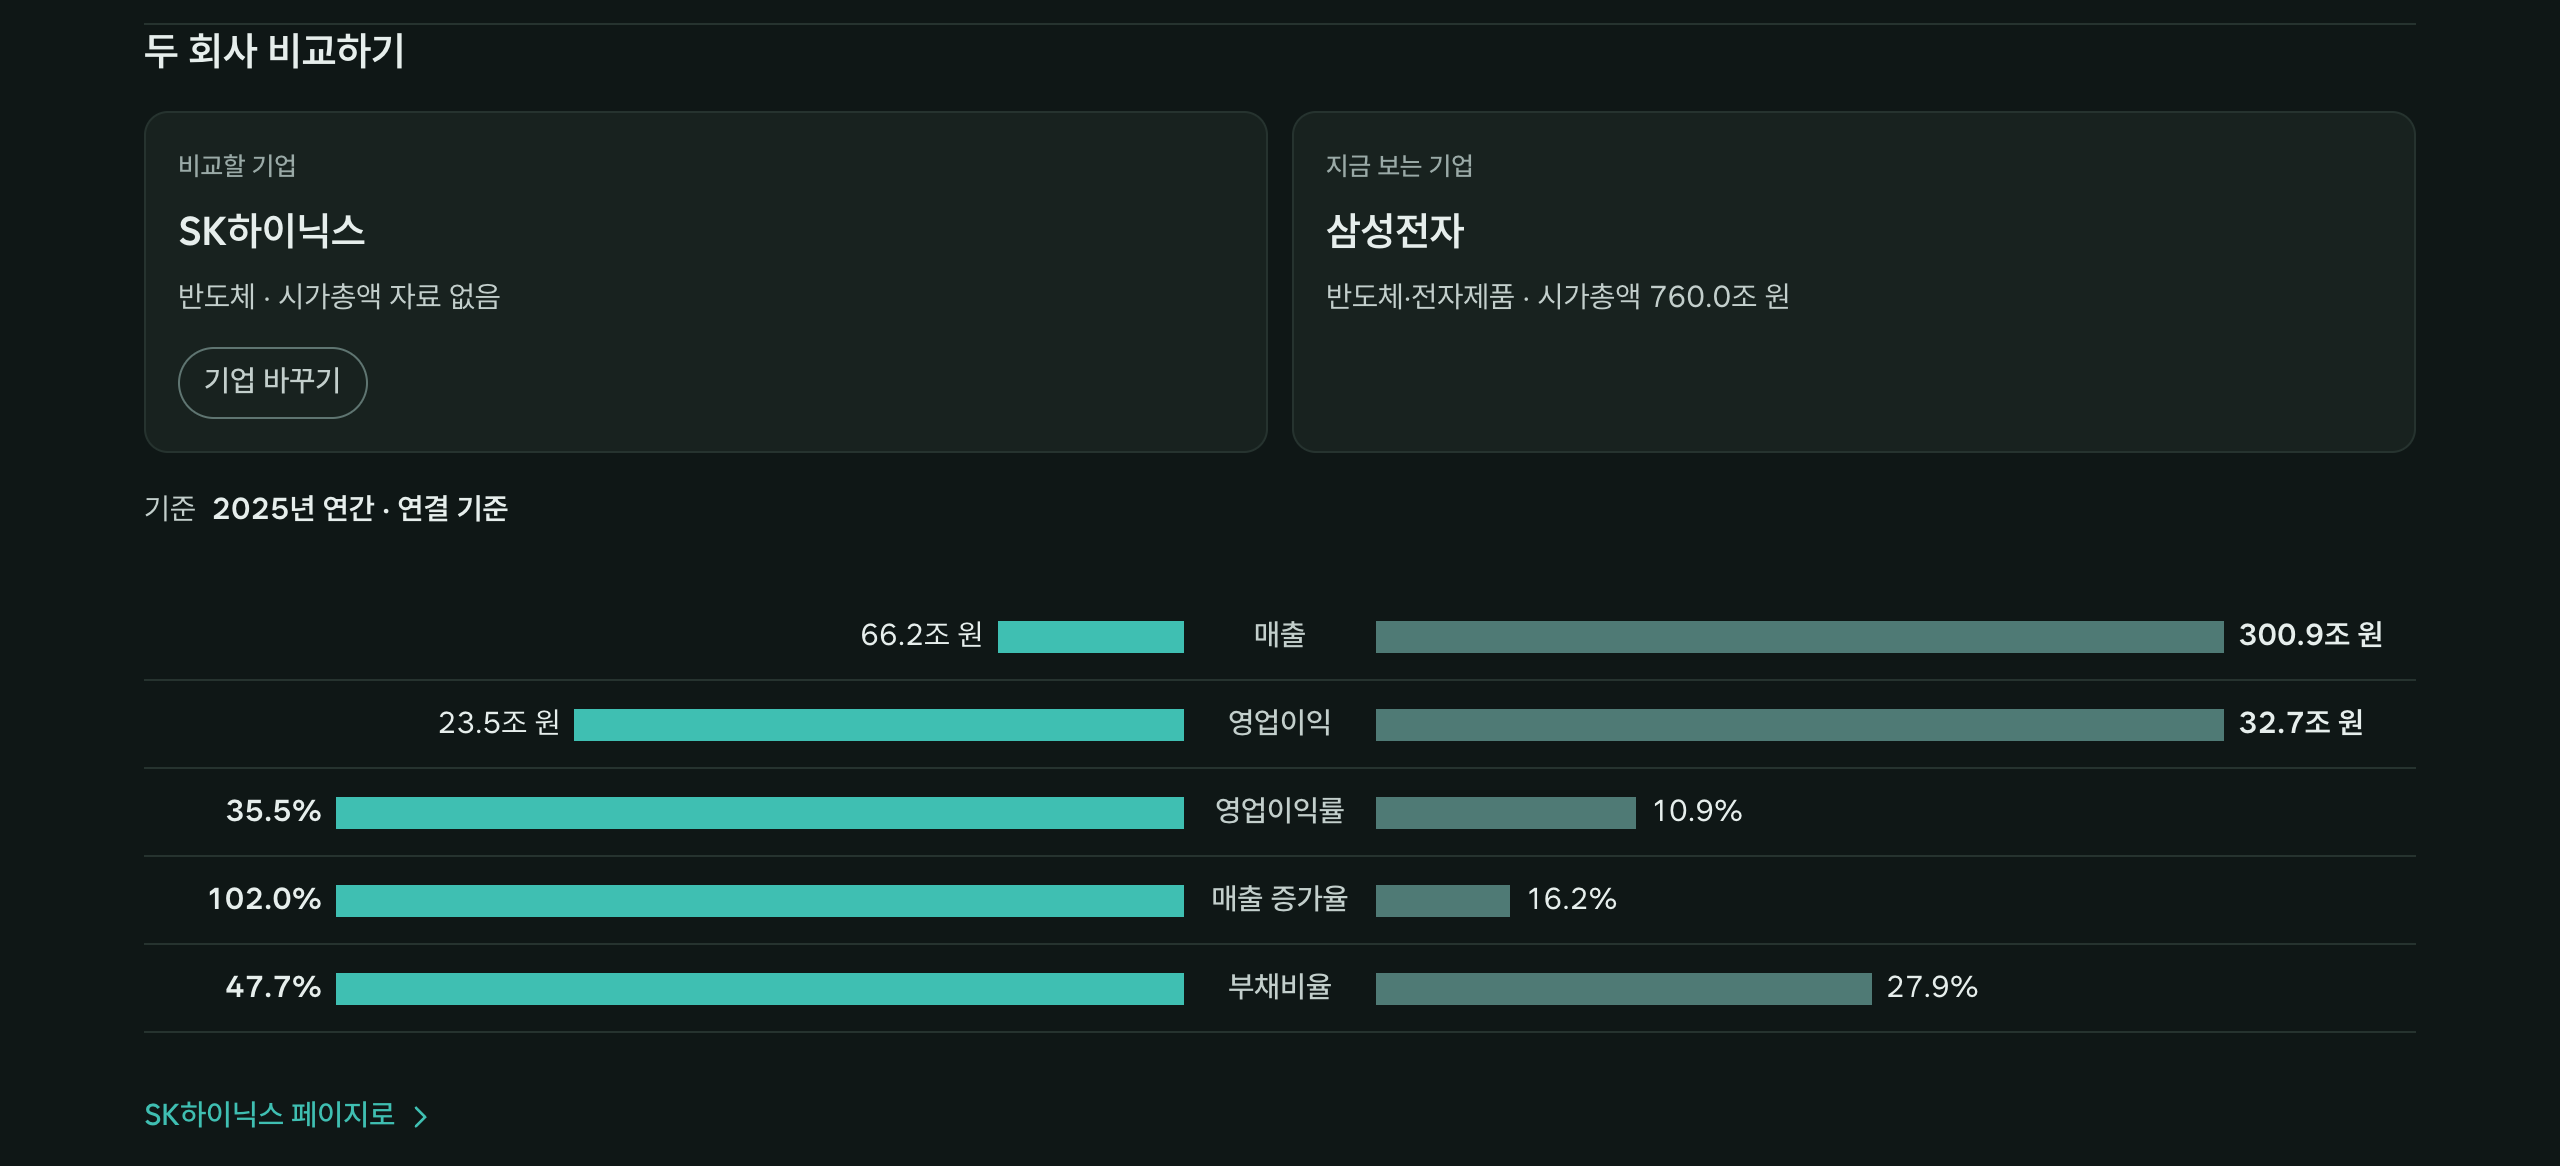 두 회사 비교하기
비교할 기업
SK하이닉스
반도체 · 시가총액 자료 없음
기업 바꾸기
지금 보는 기업
삼성전자
반도체·전자제품 · 시가총액 760.0조 원
기준 2025년 연간 · 연결 기준
66.2조 원 매출 300.9조 원
23.5조 원 영업이익 32.7조 원
35.5% 영업이익률 10.9%
102.0% 매출 증가율 16.2%
47.7% 부채비율 27.9%
SK하이닉스 페이지로 >